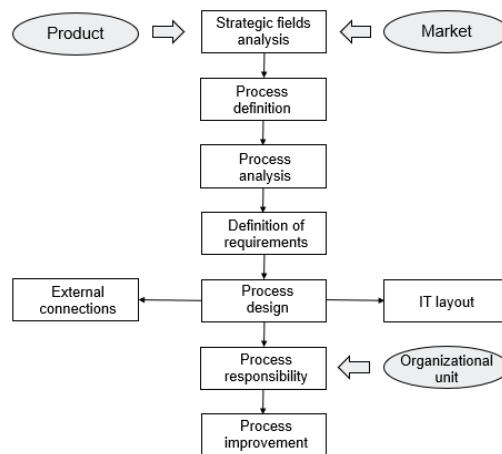 Product
Strategic fields
analysis
Market
Process
definition
Process
analysis
Definition of
requirements
External
connections
Process
design
IT layout
Process
responsibility
Organizational
unit
Process
improvement